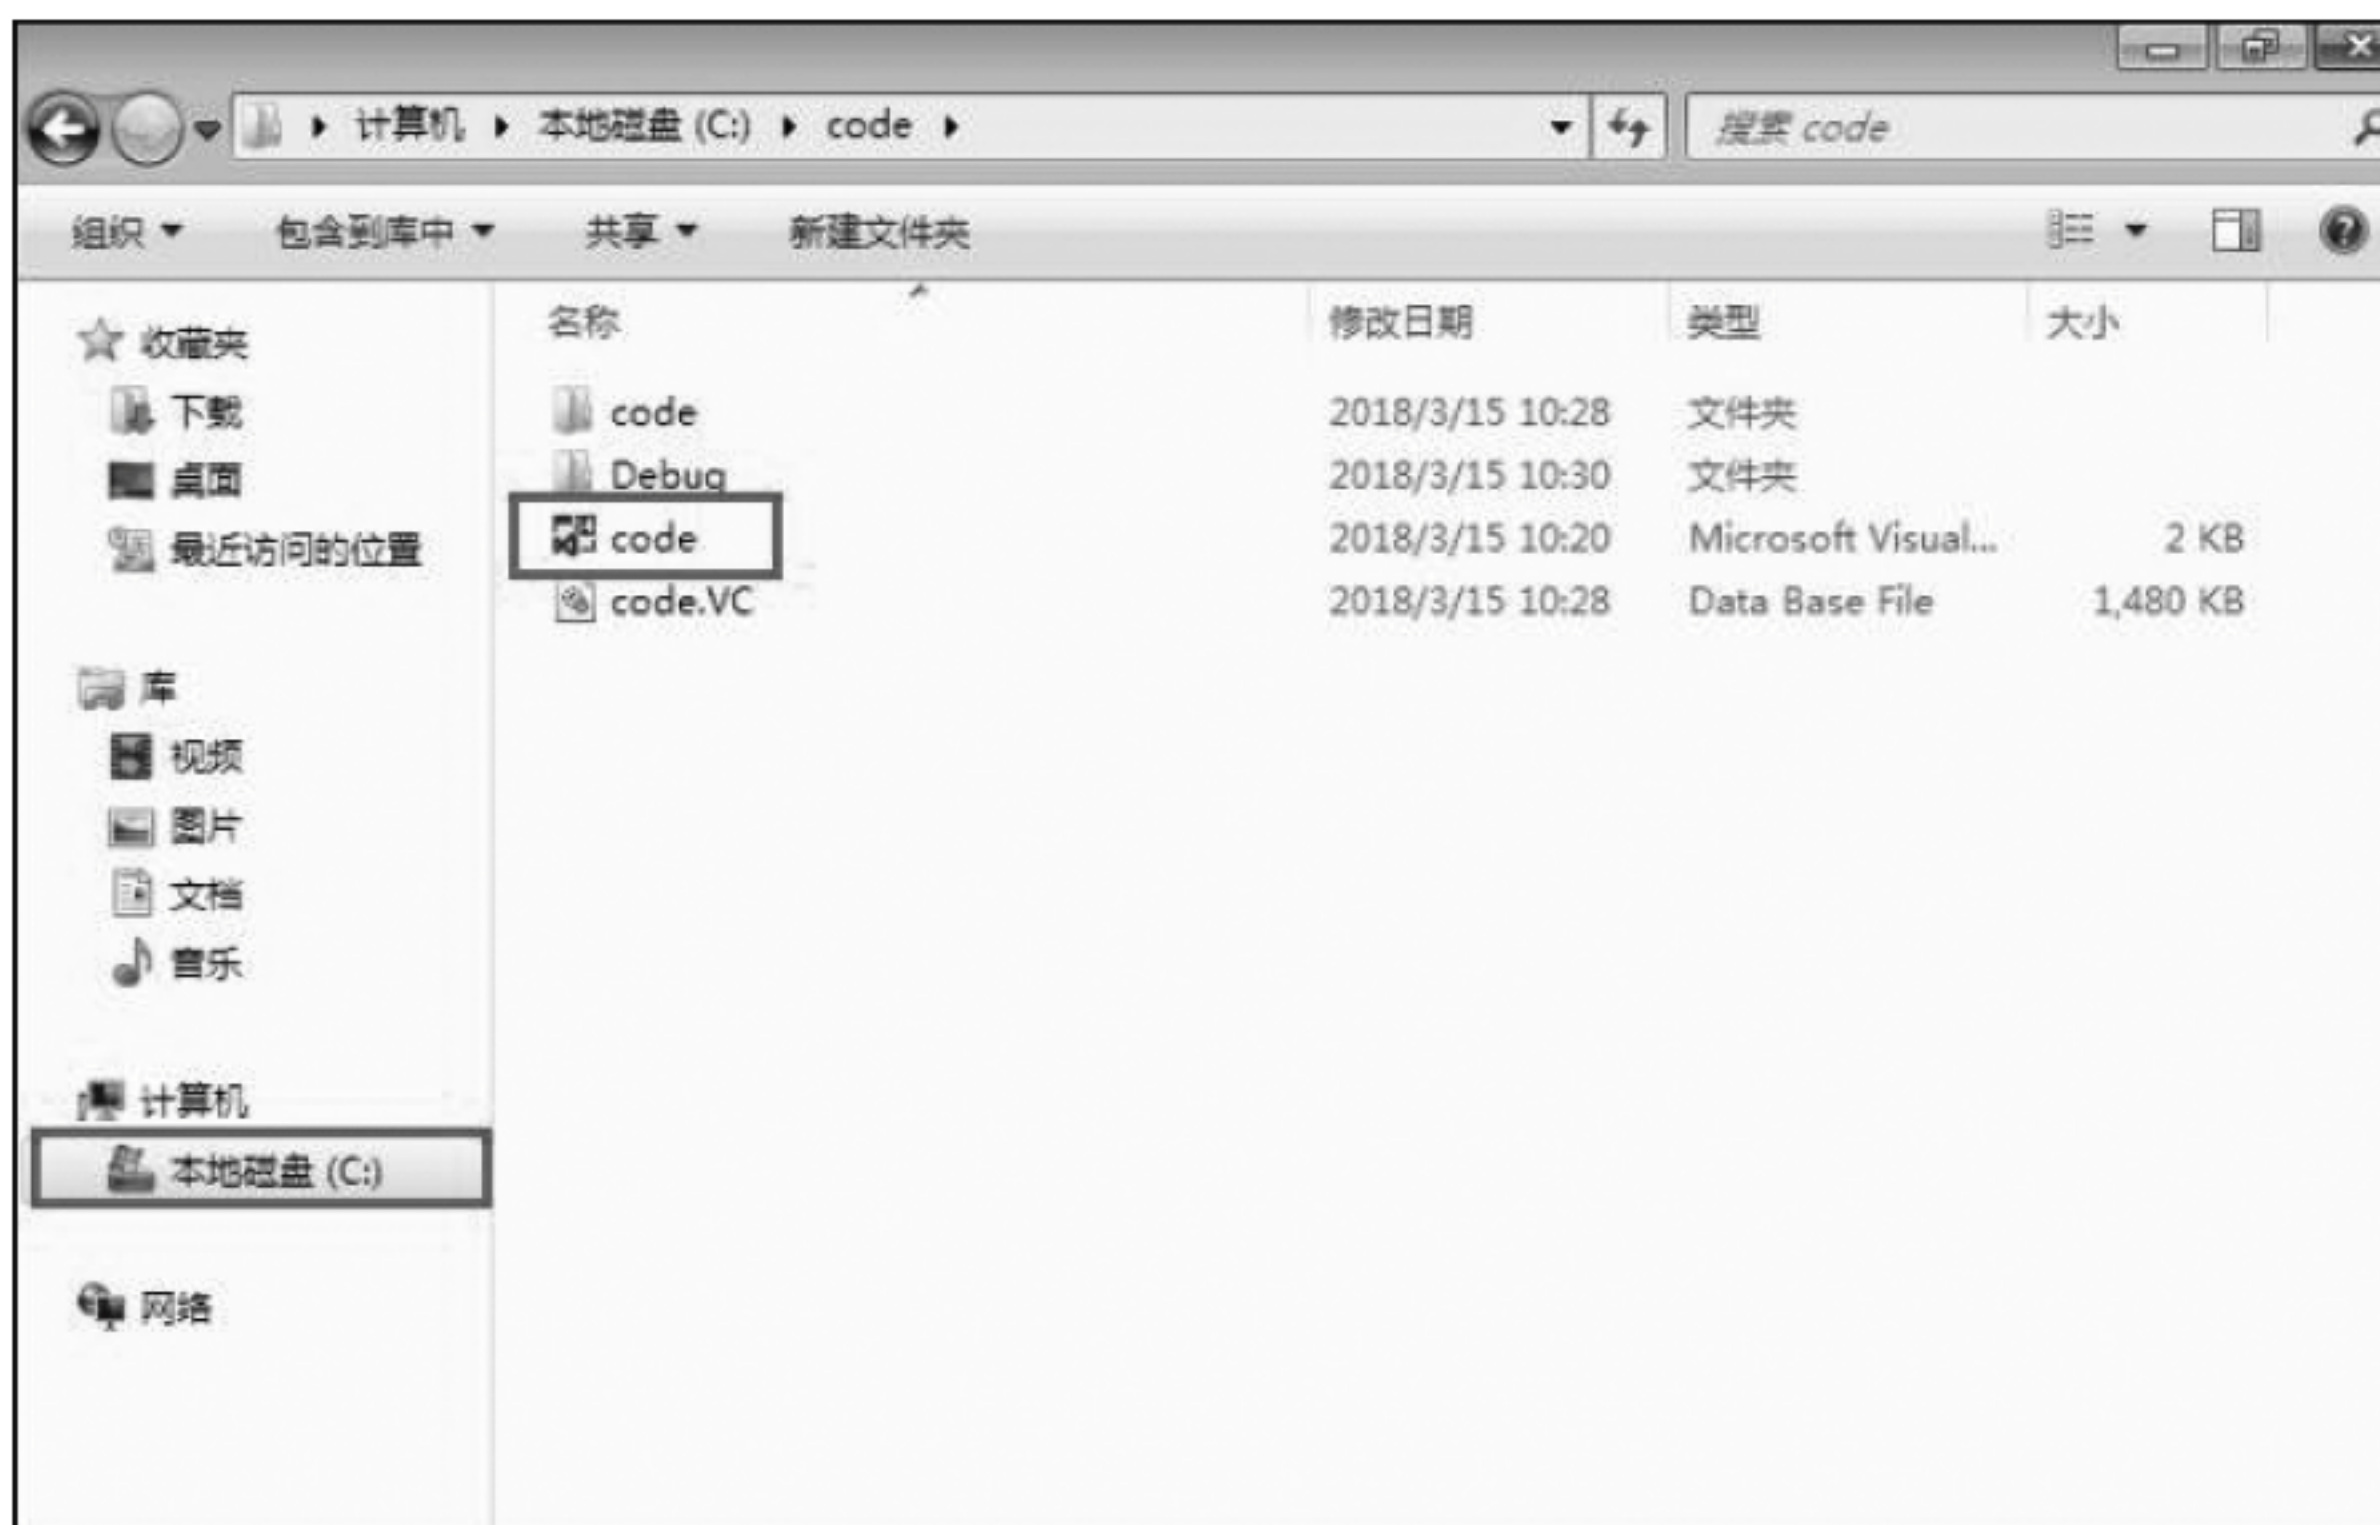 计算机 本地磁盘 (C:) code 搜索 code
组织 包含到库中 共享 新建文件夹
收藏夹
下载
桌面
最近访问的位置
库
视频
图片
文档
音乐
计算机
本地磁盘 (C:)
网络
名称 修改日期 类型 大小
code 2018/3/15 10:28 文件夹
Debug 2018/3/15 10:30 文件夹
code 2018/3/15 10:20 Microsoft Visual... 2 KB
code.VC 2018/3/15 10:28 Data Base File 1,480 KB